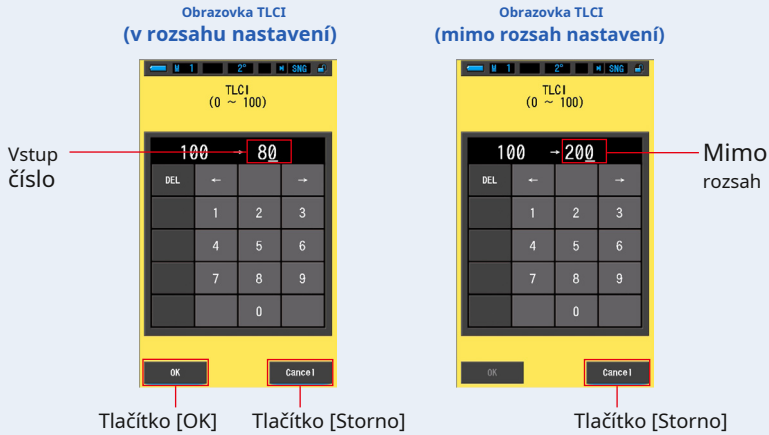 Obrazovka TLCI
(v rozsahu nastavení)
M 1 2° SNG
TLCI
(0 ~ 100)
100 → 80
DEL ← →
1 2 3
4 5 6
7 8 9
0
OK Cancel
Vstup
číslo
Tlačítko [OK] Tlačítko [Storno]
Obrazovka TLCI
(mimo rozsah nastavení)
M 1 2° SNG
TLCI
(0 ~ 100)
100 → 200
DEL ← →
1 2 3
4 5 6
7 8 9
0
OK Cancel
Mimo
rozsah
Tlačítko [Storno]